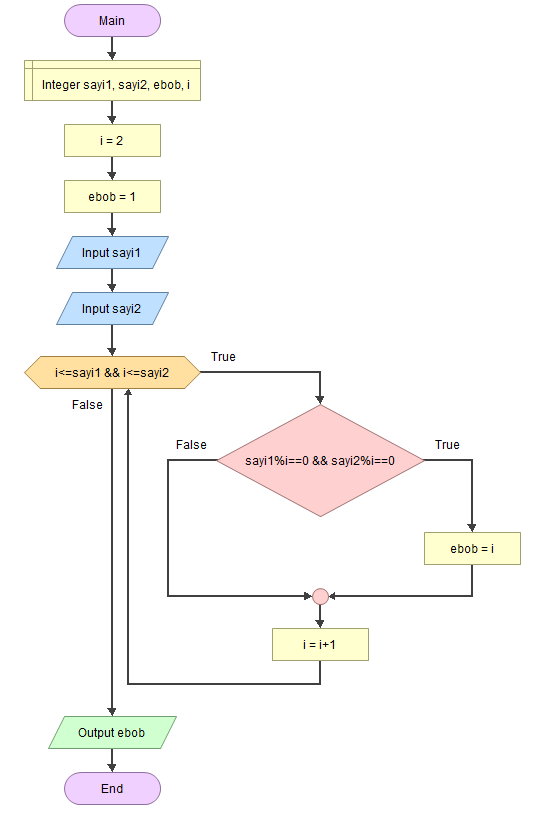 Main
Integer sayi1, sayi2, ebob, i
i = 2
ebob = 1
Input sayi1
Input sayi2
i<=sayi1 && i<=sayi2
True
False
False
sayi1%i==0 && sayi2%i==0
True
ebob = i
i = i+1
Output ebob
End